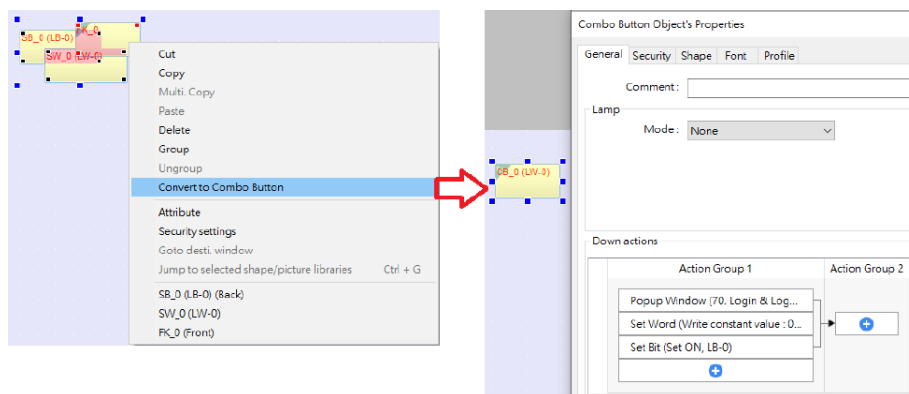 SB_0 (LB-0)
FK_0
SW_0 (LW-0)
Cut
Copy
Multi. Copy
Paste
Delete
Group
Ungroup
Convert to Combo Button
Attribute
Security settings
Goto desti. window
Jump to selected shape/picture libraries Ctrl + G
SB_0 (LB-0) (Back)
SW_0 (LW-0)
FK_0 (Front)
CB_0 (LW-0)
Combo Button Object's Properties
General Security Shape Font Profile
Comment :
Lamp
Mode : None
Down actions
Action Group 1 Action Group 2
Popup Window (70. Login & Log...
Set Word (Write constant value : 0...
Set Bit (Set ON, LB-0)